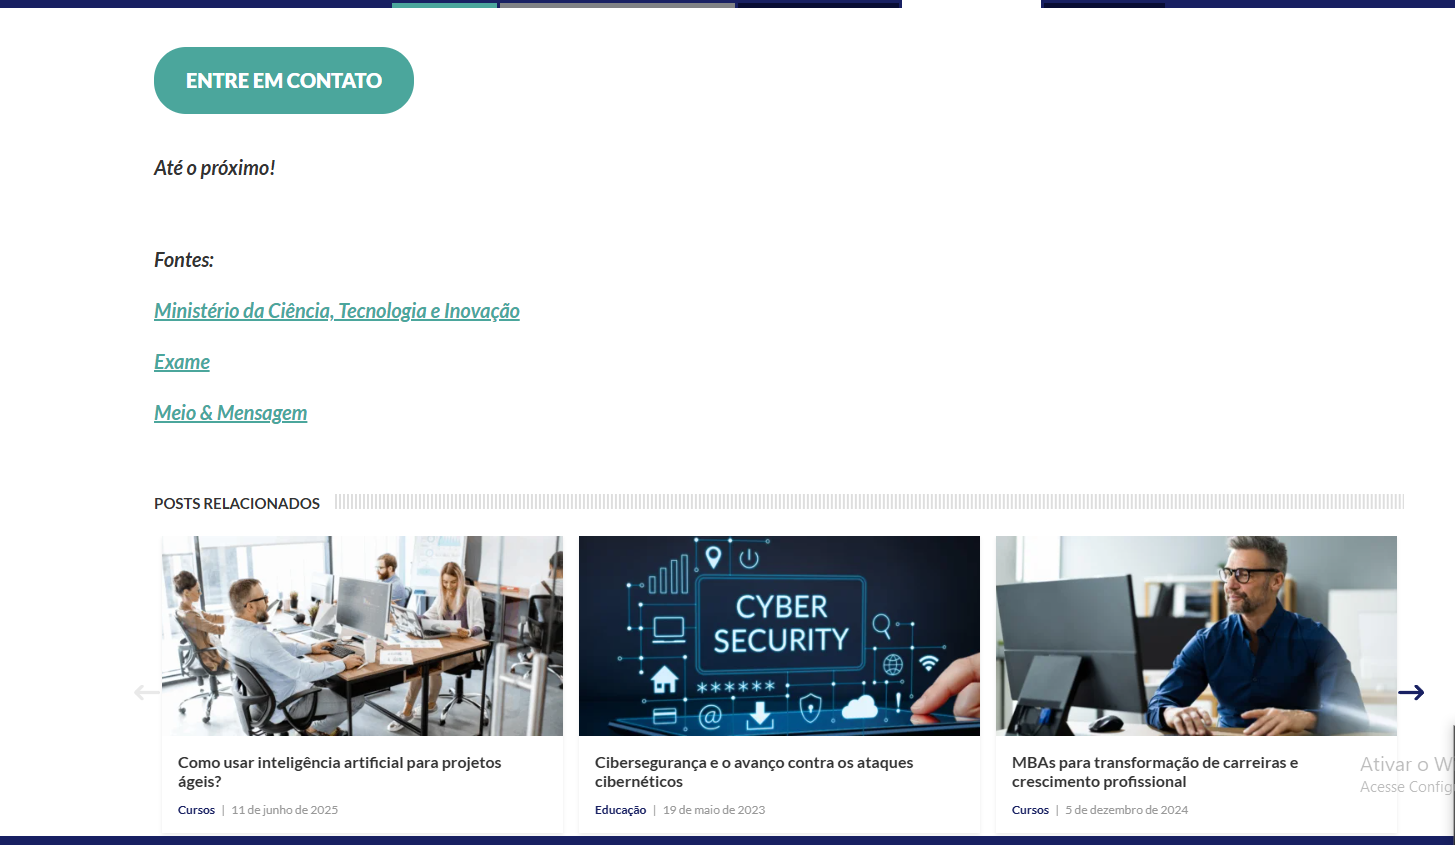 ENTRE EM CONTATO
Até o próximo!
Fontes:
Ministério da Ciência, Tecnologia e Inovação
Exame
Meio & Mensagem
POSTS RELACIONADOS
CYBER
SECURITY
******
@
!
Como usar inteligência artificial para projetos
ágeis?
Cursos | 11 de junho de 2025
Cibersegurança e o avanço contra os ataques
cibernéticos
Educação | 19 de maio de 2023
MBAs para transformação de carreiras e
crescimento profissional
Cursos | 5 de dezembro de 2024
Ativar o W
Acesse Config